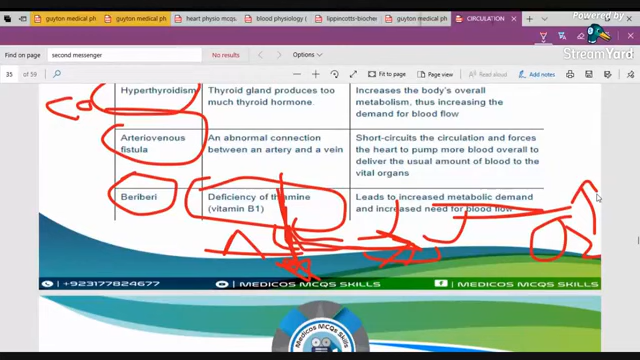 guyton medical ph
guyton medical ph
heart physio mcqs.
blood physiology (
lippincotts-bioche
guyton medical ph
CIRCULATION
Powered by
StreamYard
Find on page
second messenger
No results
Options
35 of 59
Fit to page
Page view
Read aloud
Add notes
Hyperthyroidism
Thyroid gland produces too
much thyroid hormone.
Increases the body's overall
metabolism, thus increasing the
demand for blood flow
Arteriovenous
fistula
An abnormal connection
between an artery and a vein
Short-circuits the circulation and forces
the heart to pump more blood overall to
deliver the usual amount of blood to the
vital organs
Beriberi
Deficiency of thiamine
(vitamin B1)
Leads to increased metabolic demand
and increased need for blood flow
O2
+923177824677
MEDICOS MCQS SKILLS
MEDICOS MCQS SKILLS
MEDICOS MCQS SKILLS